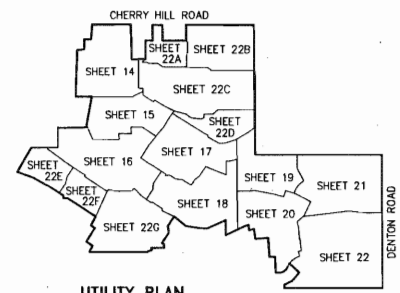 CHERRY HILL ROAD
SHEET 22A
SHEET 22B
SHEET 14
SHEET 22C
SHEET 15
SHEET 22D
SHEET 17
SHEET 16
SHEET 22E
SHEET 22F
SHEET 19
SHEET 21
SHEET 18
SHEET 20
SHEET 22G
SHEET 22
DENTON ROAD
UTILITY PLAN